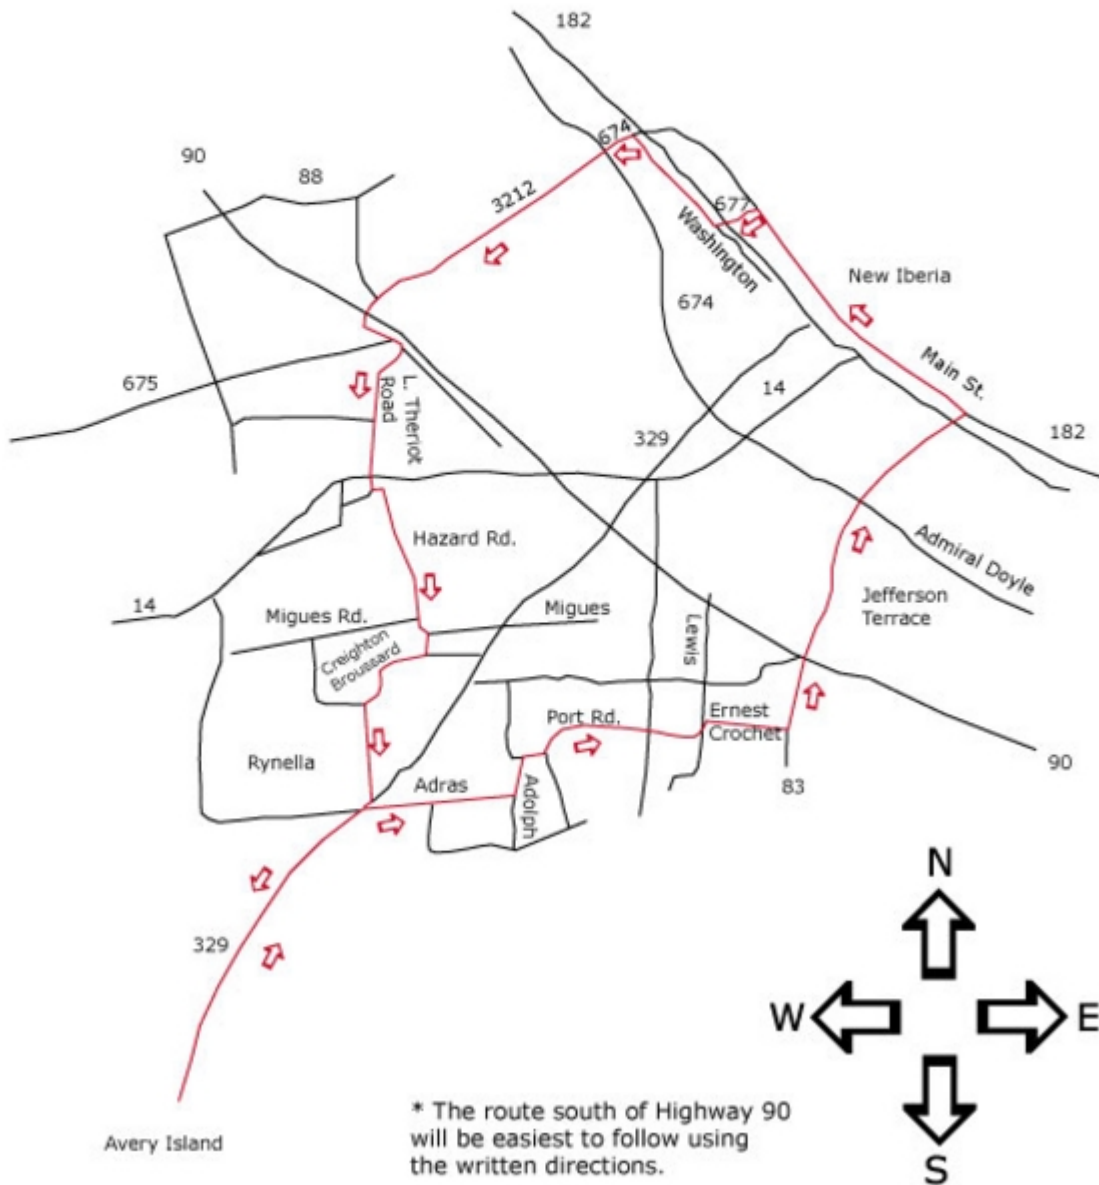 182
674
90
88
3212
677
Washington
New Iberia
674
Main St.
675
L. Theriot
Road
14
329
182
Hazard Rd.
Admiral Doyle
14
Migues Rd.
Migues
Jefferson
Terrace
Creighton
Broussard
Lewis
Port Rd.
Ernest
Crochet
Rynella
Adras
Adolph
83
90
329
N
W
E
S
Avery Island
* The route south of Highway 90
will be easiest to follow using
the written directions.